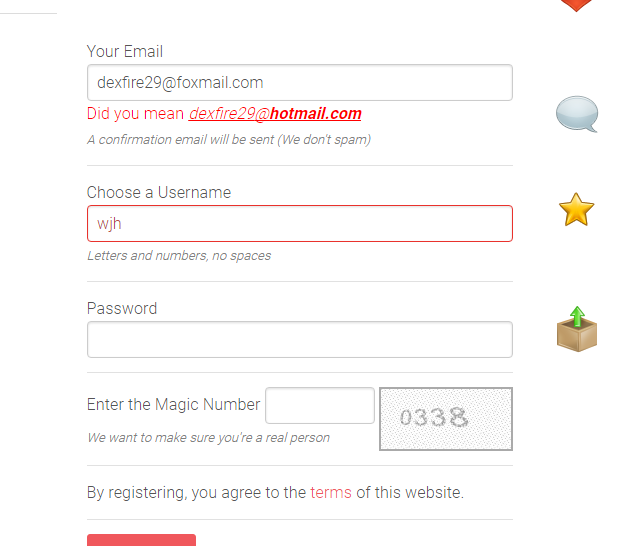 Your Email
dexfire29@foxmail.com
Did you mean dexfire29@hotmail.com
A confirmation email will be sent (We don't spam)
Choose a Username
wjh
Letters and numbers, no spaces
Password
Enter the Magic Number
0338
We want to make sure you're a real person
By registering, you agree to the terms of this website.